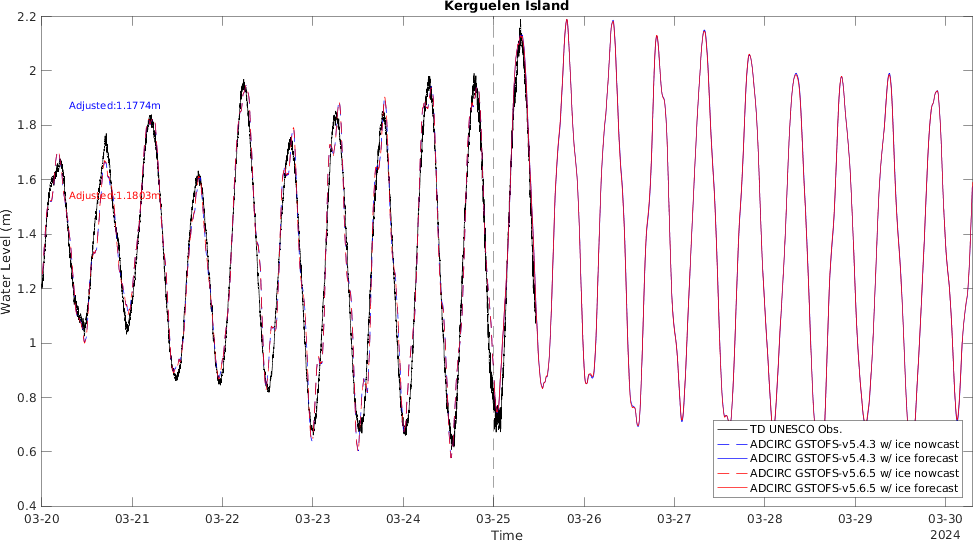 Kerguelen Island
2.2
2
1.8
1.6
1.4
1.2
1
0.8
0.6
0.4
Water Level (m)
Adjusted:1.1774m
Adjusted:1.1803m
TD UNESCO Obs.
ADCIRC GSTOFS-v5.4.3 w/ ice nowcast
ADCIRC GSTOFS-v5.4.3 w/ ice forecast
ADCIRC GSTOFS-v5.6.5 w/ ice nowcast
ADCIRC GSTOFS-v5.6.5 w/ ice forecast
03-20 03-21 03-22 03-23 03-24 03-25 03-26 03-27 03-28 03-29 03-30
Time
2024